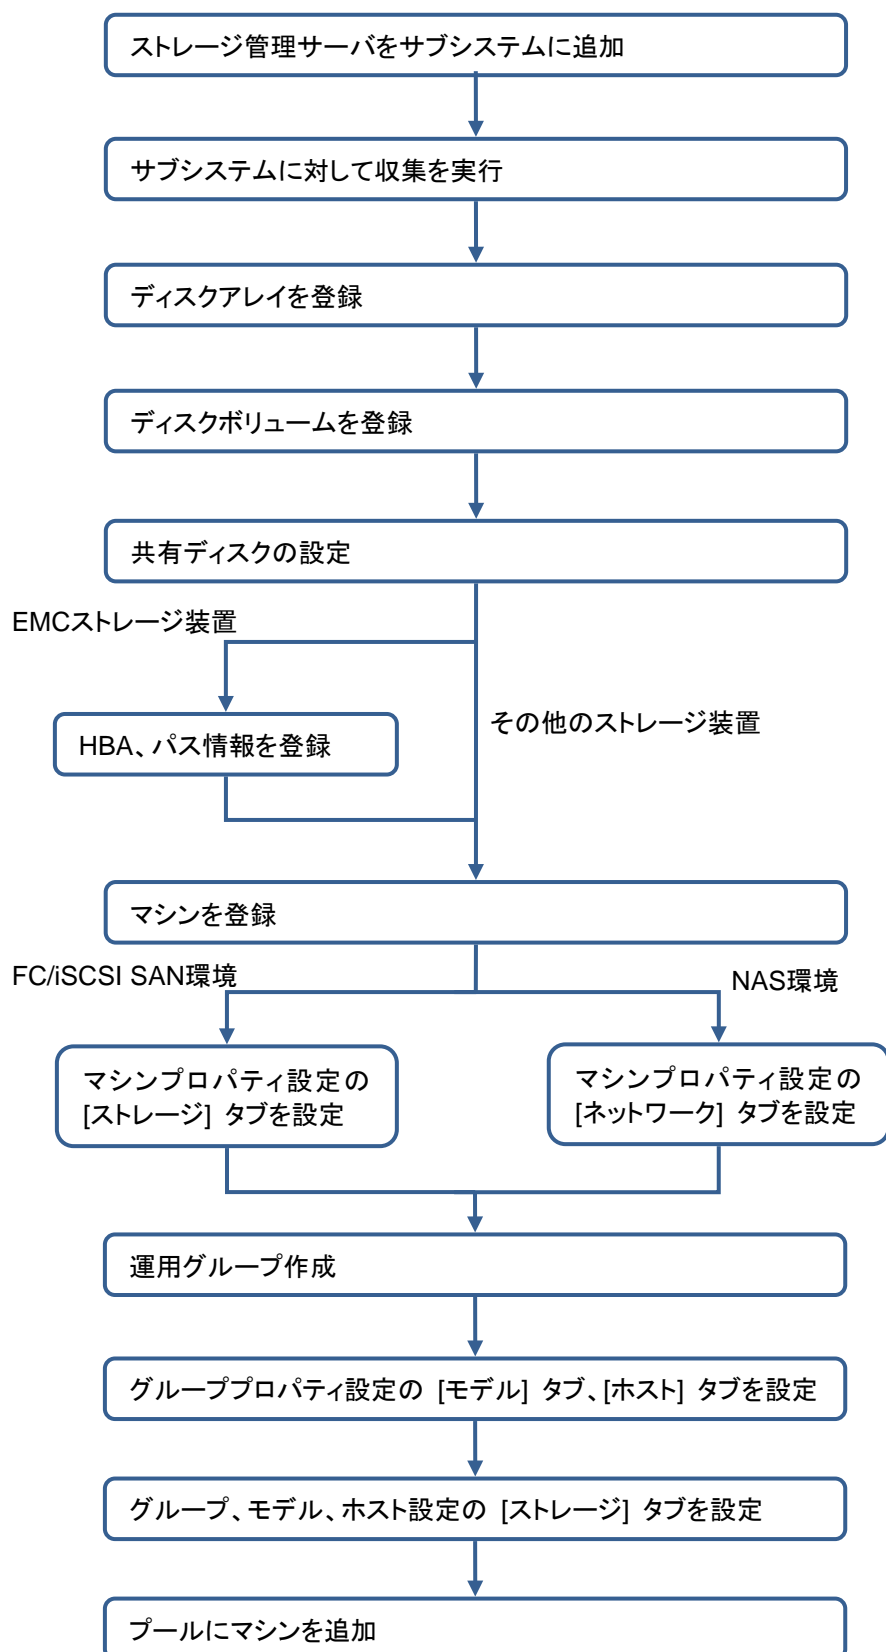 ストレージ管理サーバをサブシステムに追加
サブシステムに対して収集を実行
ディスクアレイを登録
ディスクボリュームを登録
共有ディスクの設定
EMCストレージ装置
その他のストレージ装置
HBA、パス情報を登録
マシンを登録
FC/iSCSI SAN環境
NAS環境
マシンプロパティ設定の
[ストレージ] タブを設定
マシンプロパティ設定の
[ネットワーク] タブを設定
運用グループ作成
グループプロパティ設定の [モデル] タブ、[ホスト] タブを設定
グループ、モデル、ホスト設定の [ストレージ] タブを設定
プールにマシンを追加